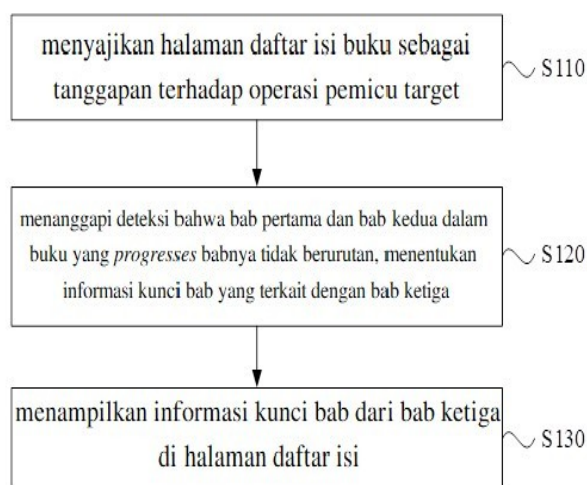 menyajikan halaman daftar isi buku sebagai
tanggapan terhadap operasi pemicu target
S110
menanggapi deteksi bahwa bab pertama dan bab kedua dalam
buku yang progresses babnya tidak berurutan, menentukan
informasi kunci bab yang terkait dengan bab ketiga
S120
menampilkan informasi kunci bab dari bab ketiga
di halaman daftar isi
S130